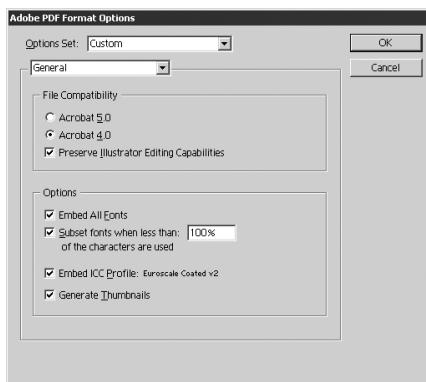 Adobe PDF Format Options
Options Set: Custom
OK
General
Cancel
File Compatibility
Acrobat 5.0
Acrobat 4.0
Preserve Illustrator Editing Capabilities
Options
Embed All Fonts
Subset fonts when less than: 100%
of the characters are used
Embed ICC Profile: Euroscale Coated v2
Generate Thumbnails